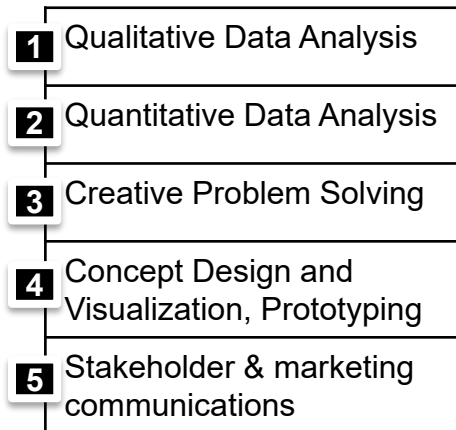 1 Qualitative Data Analysis
2 Quantitative Data Analysis
3 Creative Problem Solving
4 Concept Design and
Visualization, Prototyping
5 Stakeholder & marketing
communications